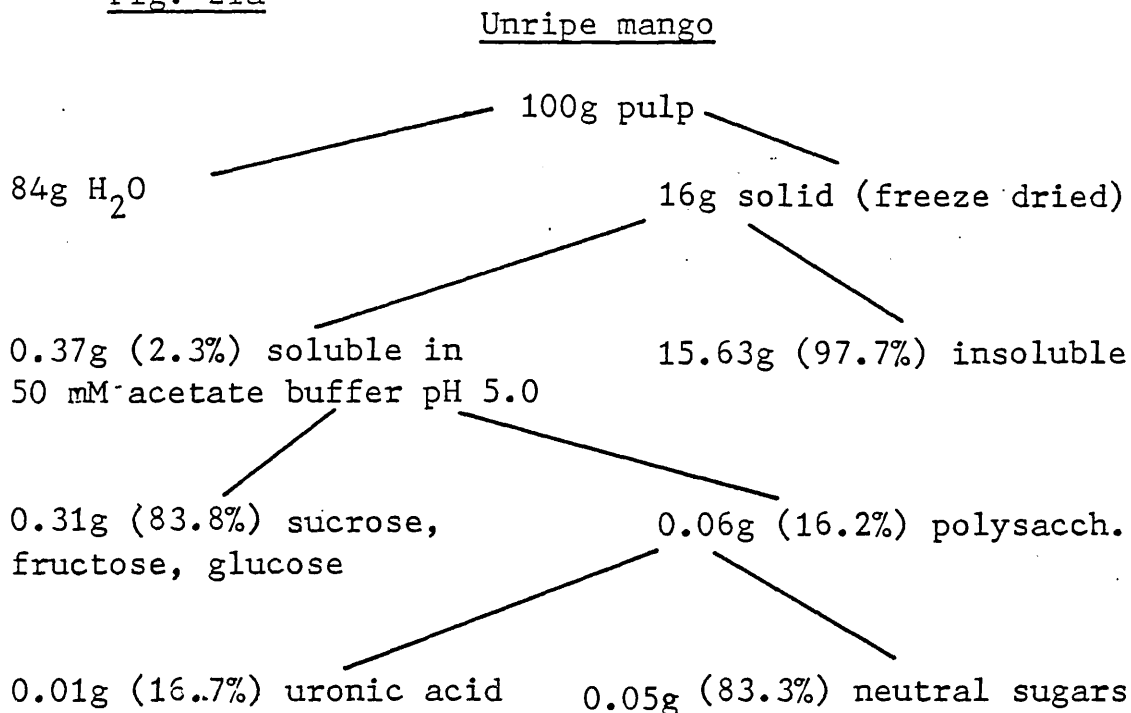 Unripe mango
100g pulp
84g H₂O
16g solid (freeze dried)
0.37g (2.3%) soluble in
50 mM acetate buffer pH 5.0
15.63g (97.7%) insoluble
0.31g (83.8%) sucrose,
fructose, glucose
0.06g (16.2%) polysacch.
0.01g (16.7%) uronic acid
0.05g (83.3%) neutral sugars